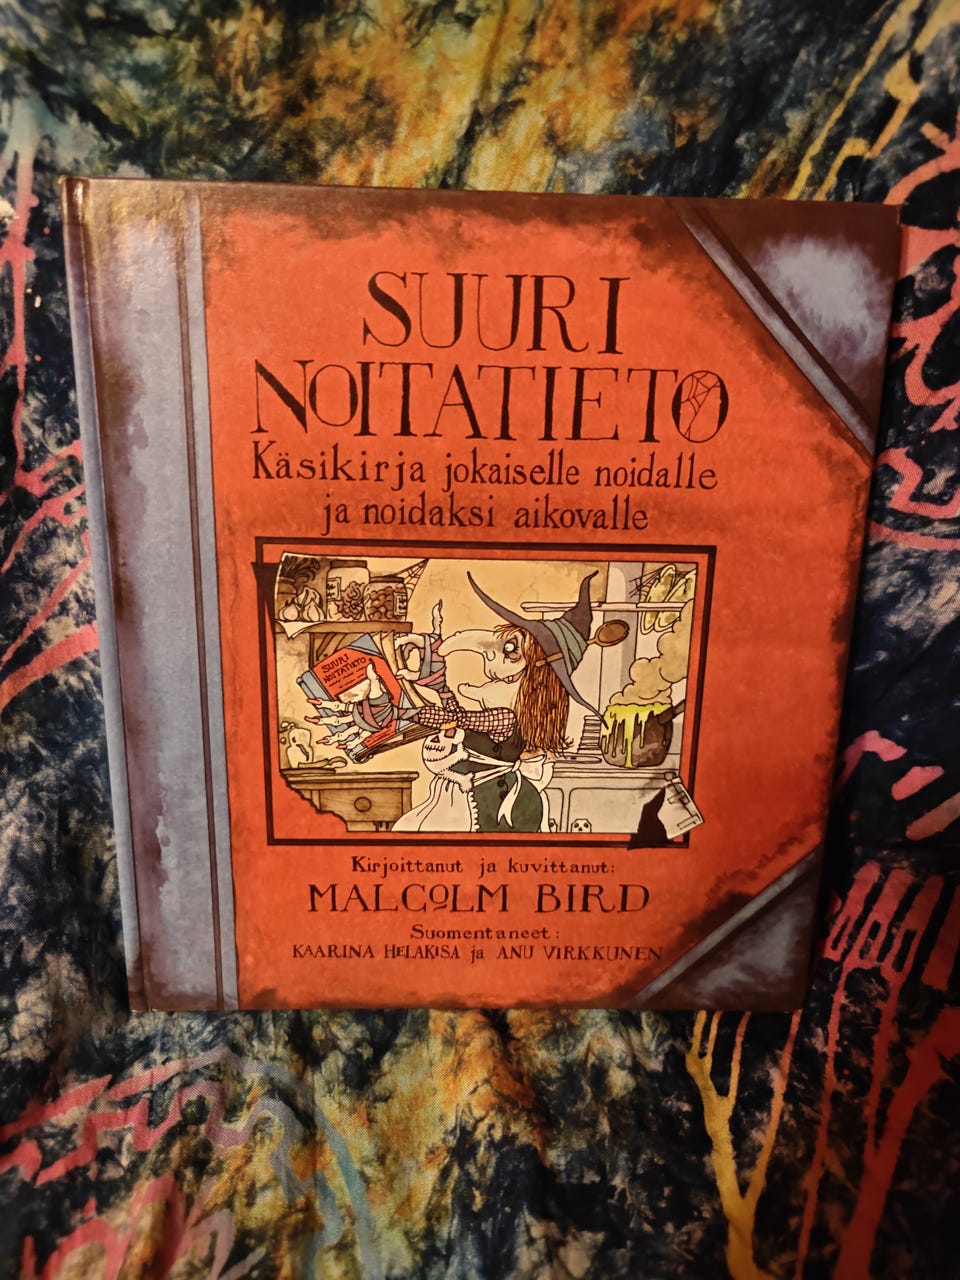 SUURI
NOITATIETO
Käsikirja jokaiselle noidalle
ja noidaksi aikovalle
SUURI
NOITATIETO
Kirjoittanut ja kuvittanut:
MALCOLM BIRD
Suomentaneet:
KAARINA HELAKISA ja ANU VIRKKUNEN